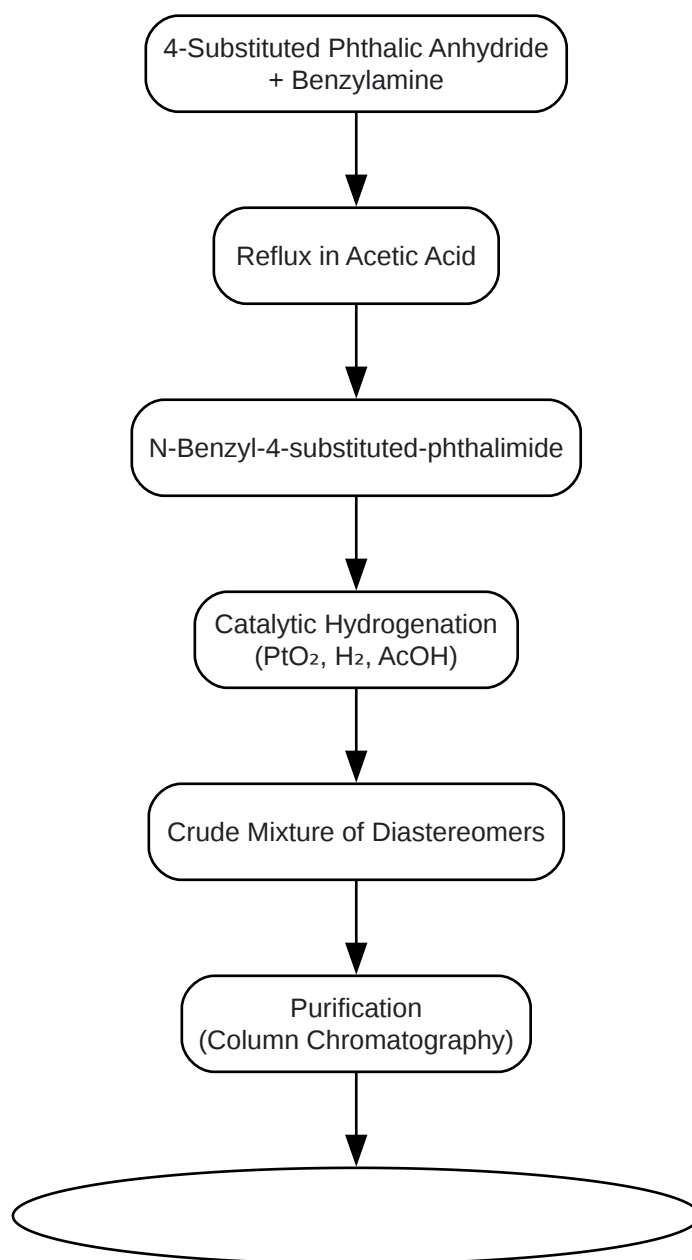 4-Substituted Phthalic Anhydride
+ Benzylamine
Reflux in Acetic Acid
N-Benzyl-4-substituted-phthalimide
Catalytic Hydrogenation
(PtO₂, H₂, AcOH)
Crude Mixture of Diastereomers
Purification
(Column Chromatography)